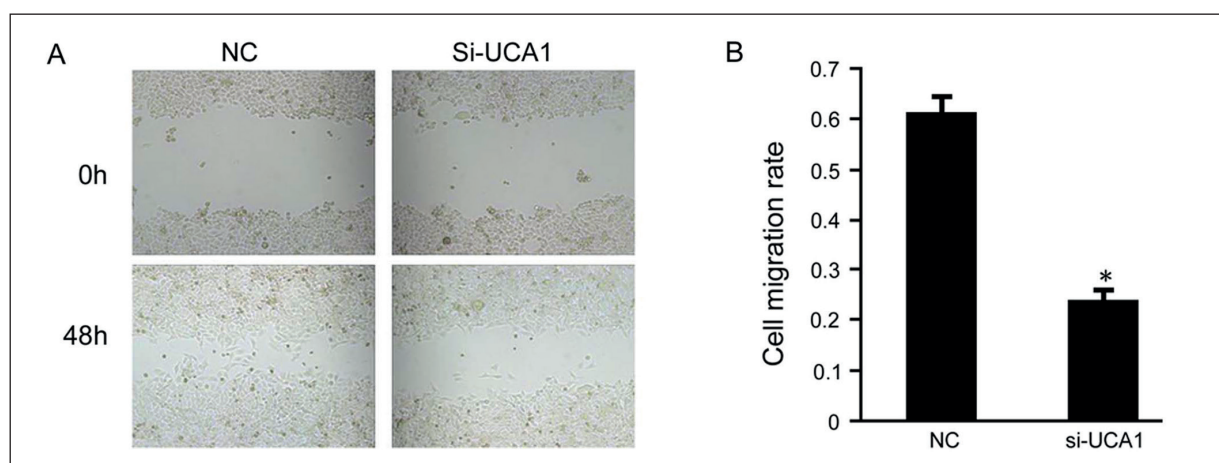 A
NC
Si-UCA1
0h
48h
B
Cell migration rate
0.7
0.6
0.5
0.4
0.3
0.2
0.1
0
*
NC
si-UCA1